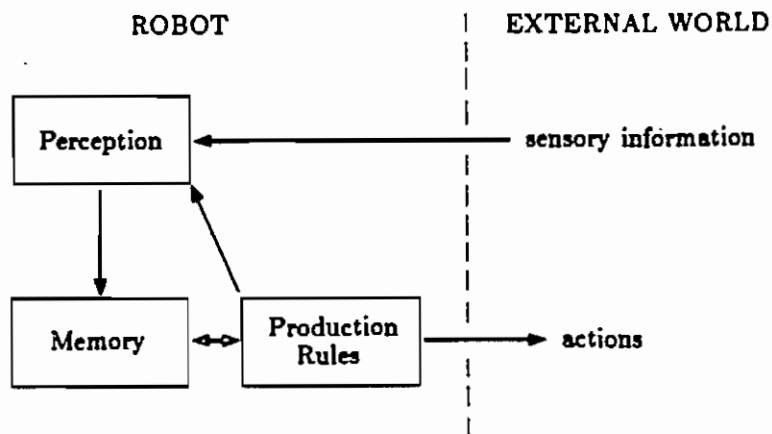 ROBOT
EXTERNAL WORLD
Perception
sensory information
Memory
Production
Rules
actions